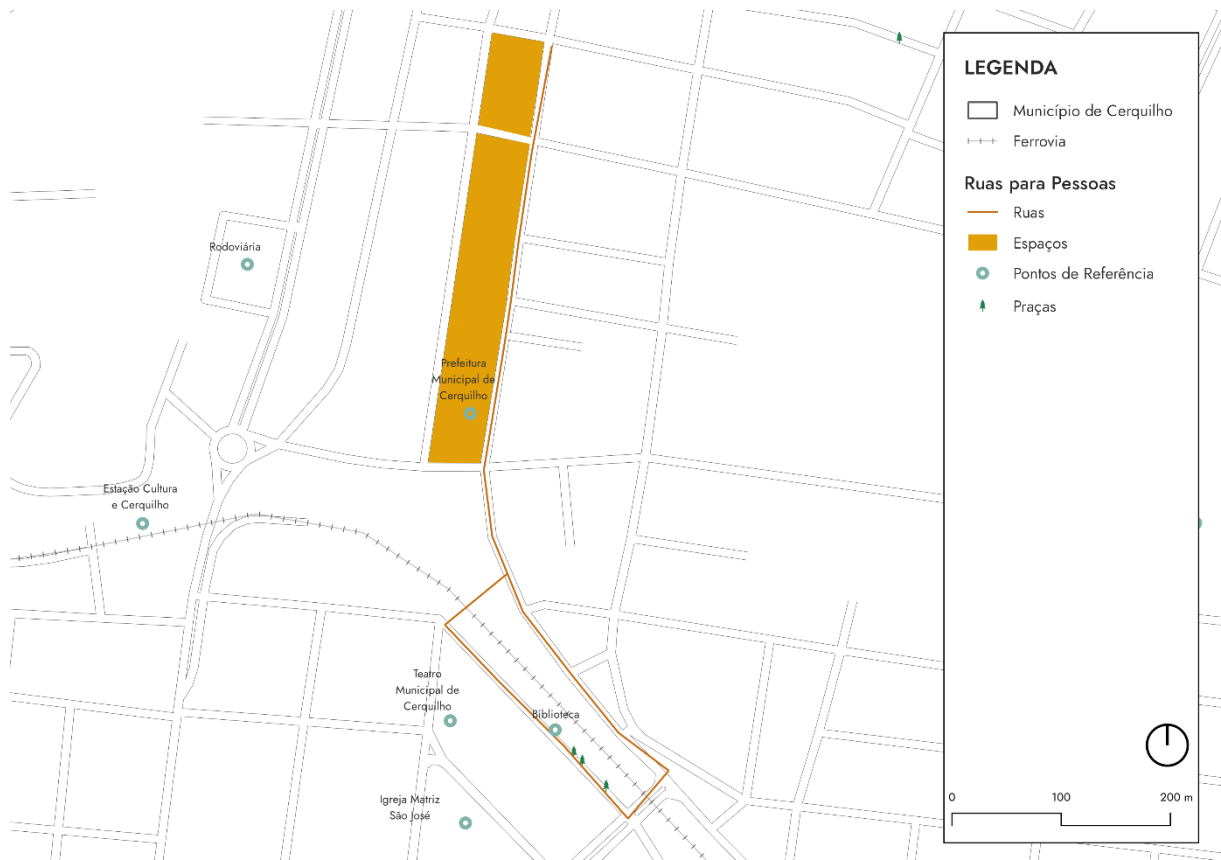 Rodoviária
Prefeitura
Municipal de
Cerquilho
Estação Cultura
e Cerquilho
Teatro
Municipal de
Cerquilho
Biblioteca
Igreja Matriz
São José
LEGENDA
Município de Cerquilho
Ferrovia
Ruas para Pessoas
Ruas
Espaços
Pontos de Referência
Praças
0 100 200 m